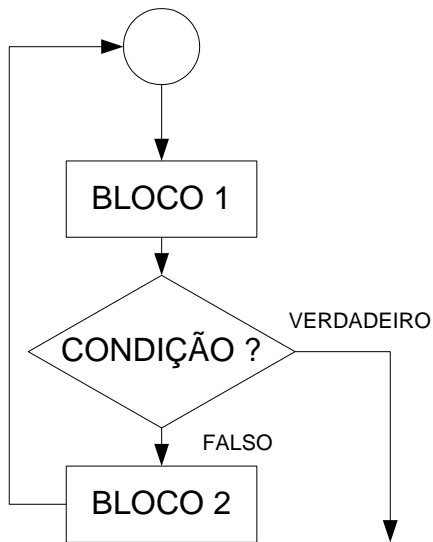 BLOCO 1
VERDADEIRO
CONDIÇÃO ?
FALSO
BLOCO 2